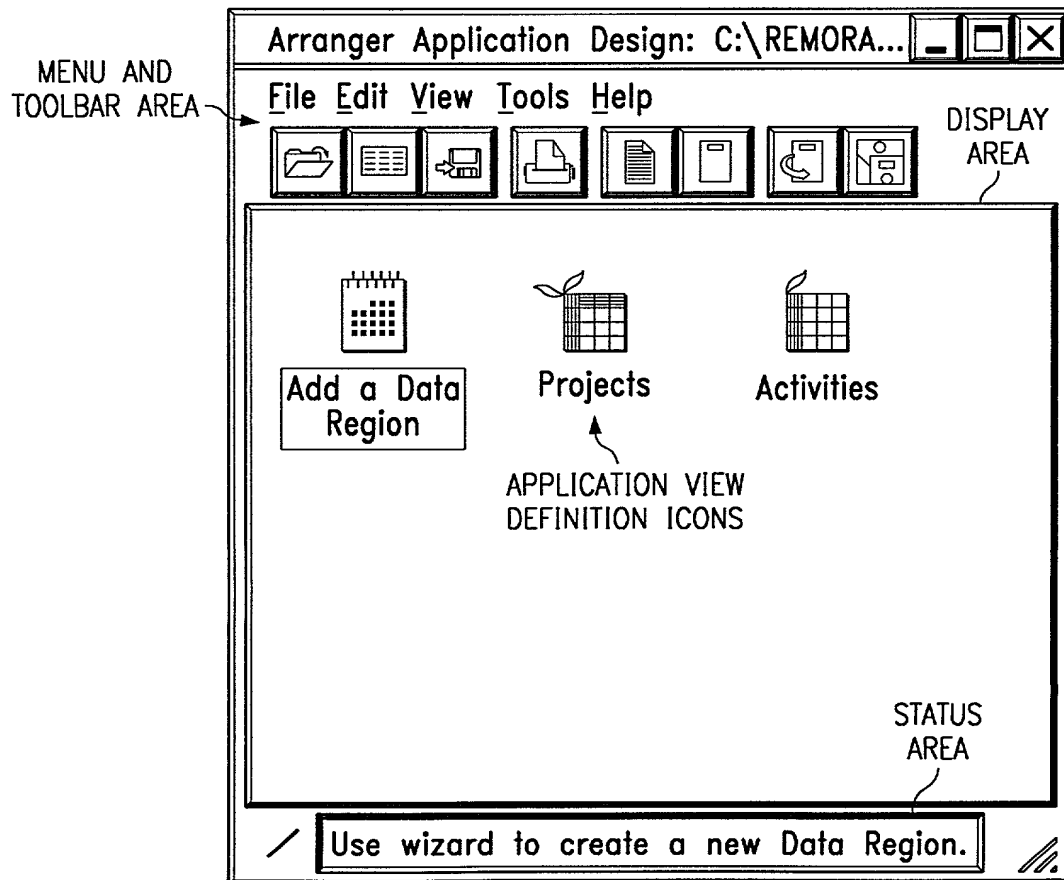 Arranger Application Design: C:\REMORA...
MENU AND
TOOLBAR AREA
File Edit View Tools Help
DISPLAY
AREA
Add a Data
Region
Projects
Activities
APPLICATION VIEW
DEFINITION ICONS
STATUS
AREA
Use wizard to create a new Data Region.